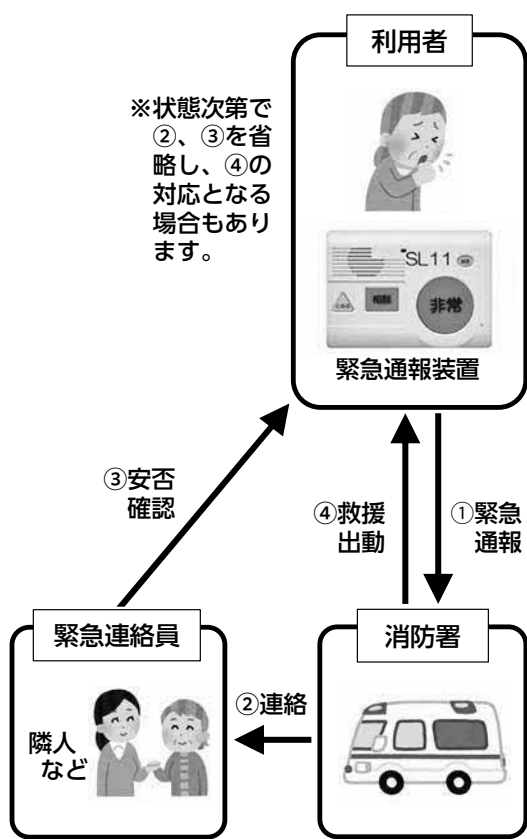 利用者
※状態次第で
②、③を省
略し、④の
対応となる
場合もあり
ます。
SL11
非常
緊急通報装置
③安否
確認
④救援
出動
①緊急
通報
緊急連絡員
消防署
②連絡
隣人
など